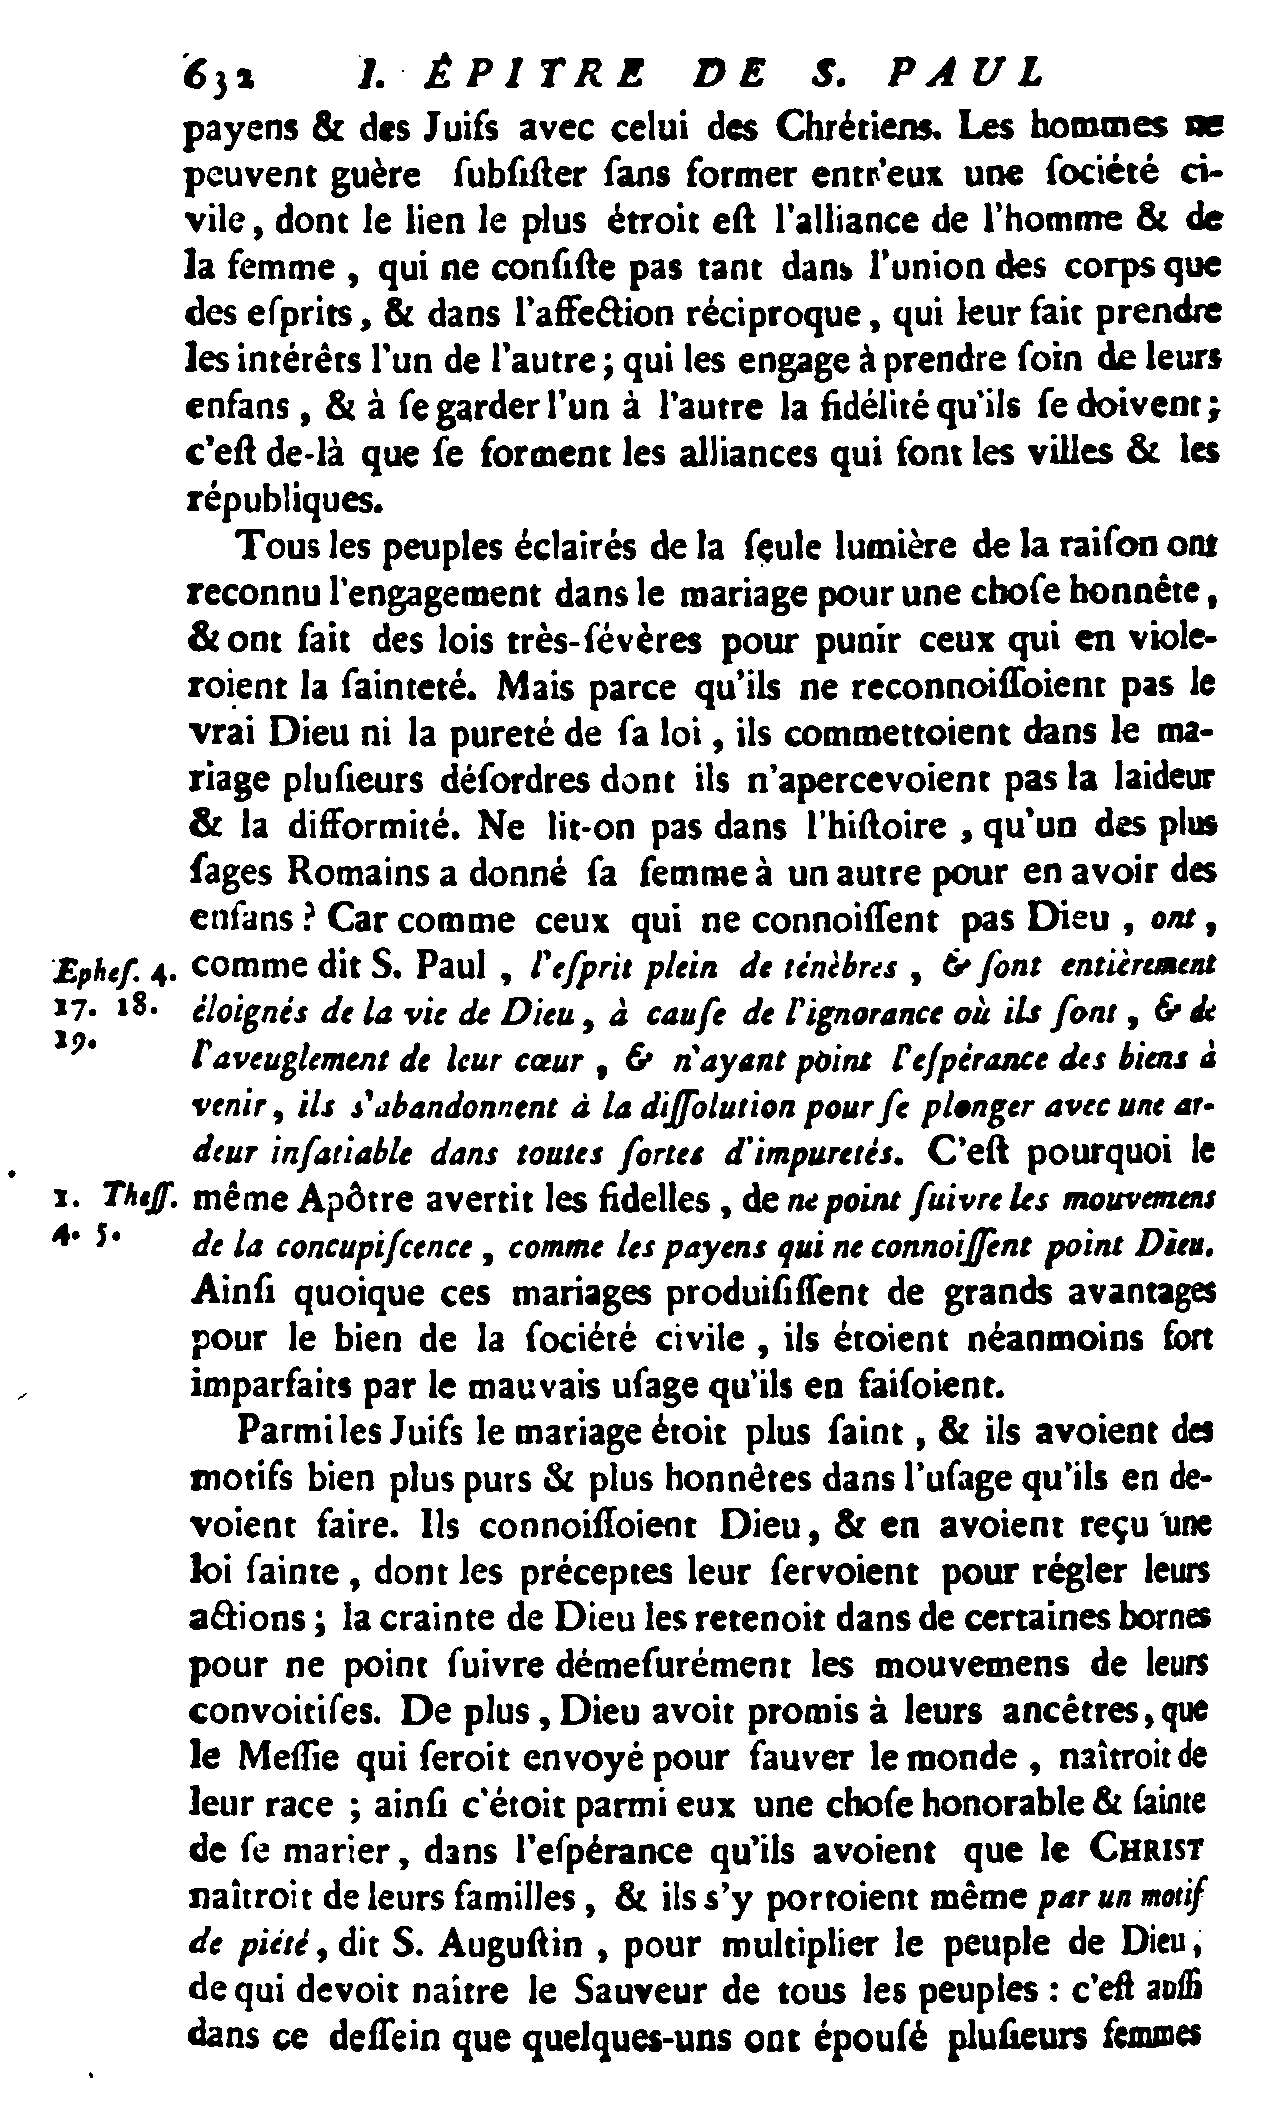 632 I. ÊPITRE DE S. PAUL
payens & des Juifs avec celui des Chrétiens. Les hommes ne
peuvent guère ſubſiſter ſans former entr'eux une ſociété ci-
vile, dont le lien le plus étroit eſt l'alliance de l'homme & de
la femme, qui ne conſiſte pas tant dans l'union des corps que
des eſprits, & dans l'affection réciproque, qui leur fait prendre
les intérêts l'un de l'autre; qui les engage à prendre ſoin de leurs
enfans, & à ſe garder l'un à l'autre la fidélité qu'ils ſe doivent;
c'eſt de-là que ſe forment les alliances qui font les villes & les
républiques.
Tous les peuples éclairés de la ſeule lumière de la raiſon ont
reconnu l'engagement dans le mariage pour une choſe honnête,
& ont fait des lois très-ſévères pour punir ceux qui en viole-
roient la ſainteté. Mais parce qu'ils ne reconnoiſſoient pas le
vrai Dieu ni la pureté de ſa loi, ils commettoient dans le ma-
riage pluſieurs déſordres dont ils n'apercevoient pas la laideur
& la difformité. Ne lit-on pas dans l'hiſtoire, qu'un des plus
ſages Romains a donné ſa femme à un autre pour en avoir des
enfans? Car comme ceux qui ne connoiſſent pas Dieu, ont,
Epheſ. 4. comme dit S. Paul, l'eſprit plein de ténèbres, & ſont entièrement
17. 18. éloignés de la vie de Dieu, à cauſe de l'ignorance où ils ſont, & de
19. l'aveuglement de leur cœur, & n'ayant point l'eſpérance des biens à
venir, ils s'abandonnent à la diſſolution pour ſe plonger avec une ar-
deur inſatiable dans toutes ſortes d'impuretés. C'eſt pourquoi le
1. Theſſ. même Apôtre avertit les fidelles, de ne point ſuivre les mouvemens
4. 5. de la concupiſcence, comme les payens qui ne connoiſſent point Dieu.
Ainſi quoique ces mariages produiſiſſent de grands avantages
pour le bien de la ſociété civile, ils étoient néanmoins fort
imparfaits par le mauvais uſage qu'ils en faiſoient.
Parmi les Juifs le mariage étoit plus ſaint, & ils avoient des
motifs bien plus purs & plus honnêtes dans l'uſage qu'ils en de-
voient faire. Ils connoiſſoient Dieu, & en avoient reçu une
loi ſainte, dont les préceptes leur ſervoient pour régler leurs
actions; la crainte de Dieu les retenoit dans de certaines bornes
pour ne point ſuivre démeſurément les mouvemens de leurs
convoitiſes. De plus, Dieu avoit promis à leurs ancêtres, que
le Meſſie qui ſeroit envoyé pour ſauver le monde, naîtroit de
leur race; ainſi c'étoit parmi eux une choſe honorable & ſainte
de ſe marier, dans l'eſpérance qu'ils avoient que le CHRIST
naîtroit de leurs familles, & ils s'y portoient même par un motif
de piété, dit S. Auguſtin, pour multiplier le peuple de Dieu,
de qui devoit naître le Sauveur de tous les peuples : c'eſt auſſi
dans ce deſſein que quelques-uns ont épouſé pluſieurs femmes